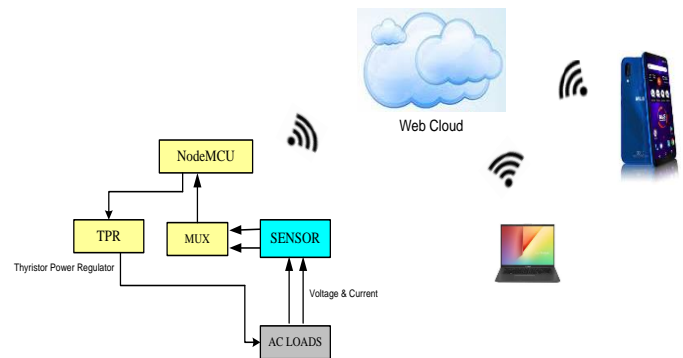 Web Cloud
NodeMCU
TPR
MUX
SENSOR
Thyristor Power Regulator
Voltage & Current
AC LOADS